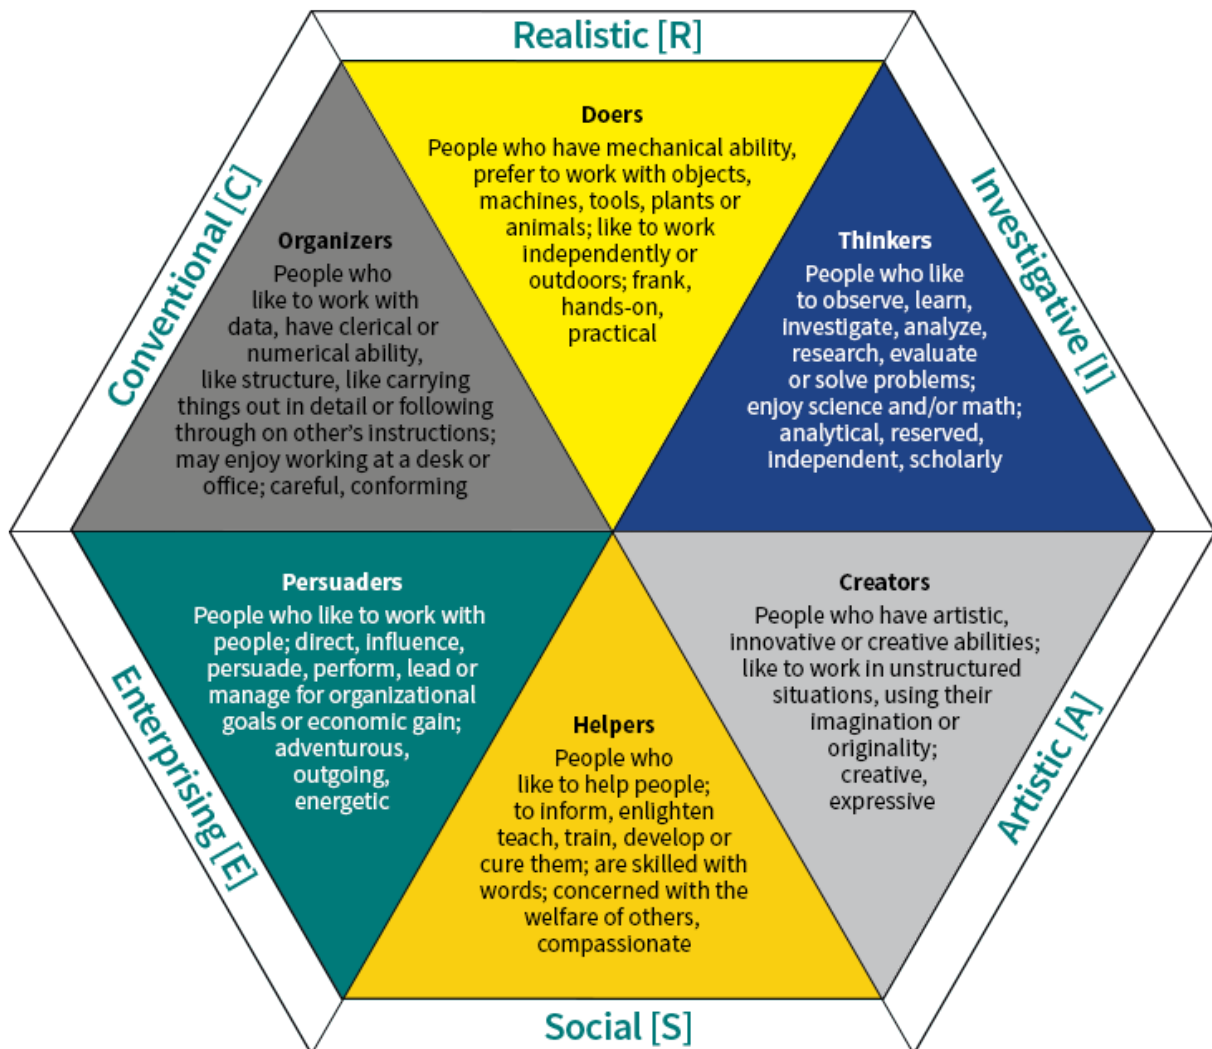 Realistic [R]
Doers
People who have mechanical ability,
prefer to work with objects,
machines, tools, plants or
animals; like to work
independently or
outdoors; frank,
hands-on,
practical
Investigative [I]
Thinkers
People who like
to observe, learn,
investigate, analyze,
research, evaluate
or solve problems;
enjoy science and/or math;
analytical, reserved,
independent, scholarly
Artistic [A]
Creators
People who have artistic,
innovative or creative abilities;
like to work in unstructured
situations, using their
imagination or
originality;
creative,
expressive
Social [S]
Helpers
People who
like to help people;
to inform, enlighten
teach, train, develop or
cure them; are skilled with
words; concerned with the
welfare of others,
compassionate
Enterprising [E]
Persuaders
People who like to work with
people; direct, influence,
persuade, perform, lead or
manage for organizational
goals or economic gain;
adventurous,
outgoing,
energetic
Conventional [C]
Organizers
People who
like to work with
data, have clerical or
numerical ability,
like structure, like carrying
things out in detail or following
through on other’s instructions;
may enjoy working at a desk or
office; careful, conforming